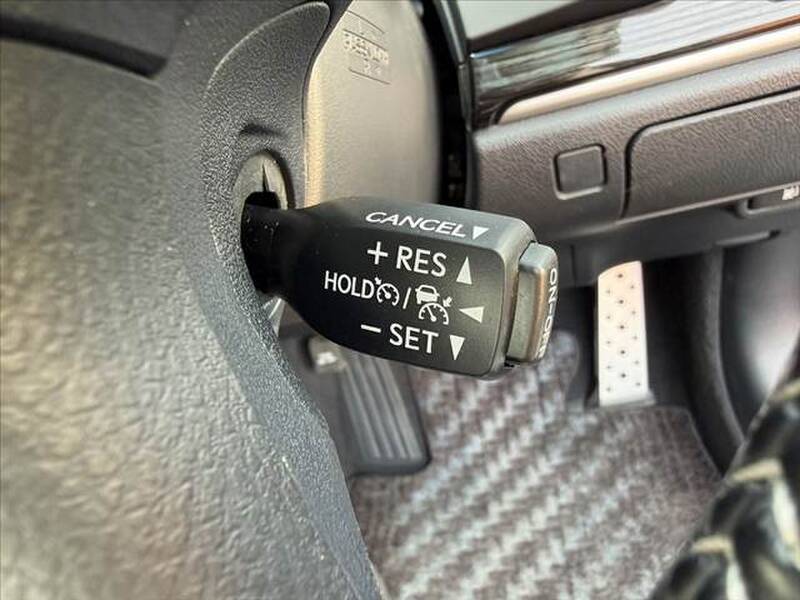 CANCEL▼
+ RES ▲
HOLD / ◀
− SET ▼
ON-OFF